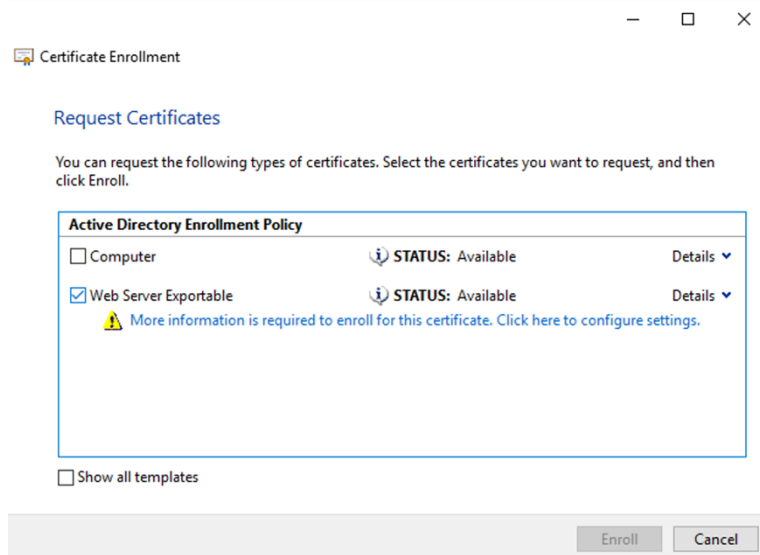 Certificate Enrollment
Request Certificates
You can request the following types of certificates. Select the certificates you want to request, and then
click Enroll.
Active Directory Enrollment Policy
Computer STATUS: Available Details
Web Server Exportable STATUS: Available Details
More information is required to enroll for this certificate. Click here to configure settings.
Show all templates
Enroll Cancel